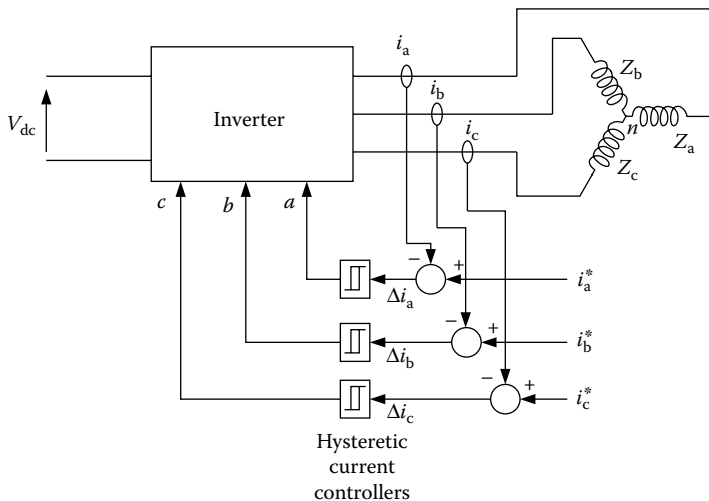 i_a
i_b
i_c
Z_b
n
Z_a
Z_c
V_dc
Inverter
c
b
a
−
+
Δi_a
i_a*
−
+
Δi_b
i_b*
−
+
Δi_c
i_c*
Hysteretic
current
controllers